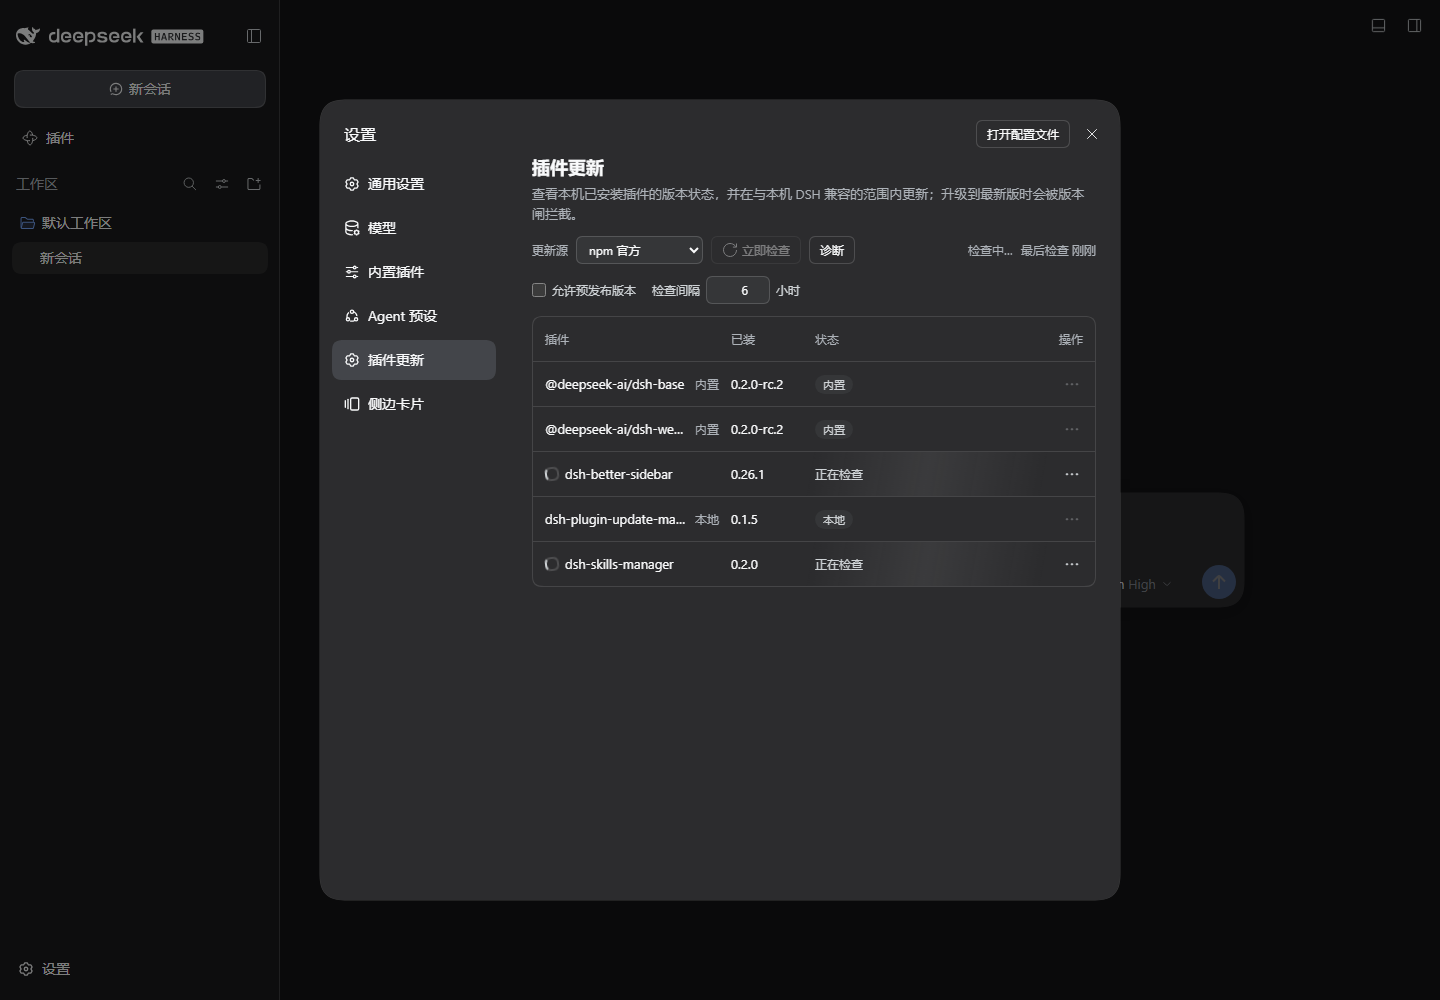 deepseek HARNESS
新会话
插件
工作区
默认工作区
新会话
设置
设置
打开配置文件
通用设置
模型
内置插件
Agent 预设
插件更新
侧边卡片
插件更新
查看本机已安装插件的版本状态，并在与本机 DSH 兼容的范围内更新；升级到最新版时会被版本
闸拦截。
更新源 npm 官方 立即检查 诊断 检查中... 最后检查 刚刚
允许预发布版本 检查间隔 6 小时
插件 已装 状态 操作
@deepseek-ai/dsh-base 内置 0.2.0-rc.2 内置 ...
@deepseek-ai/dsh-we... 内置 0.2.0-rc.2 内置 ...
dsh-better-sidebar 0.26.1 正在检查 ...
dsh-plugin-update-ma... 本地 0.1.5 本地 ...
dsh-skills-manager 0.2.0 正在检查 ...
High